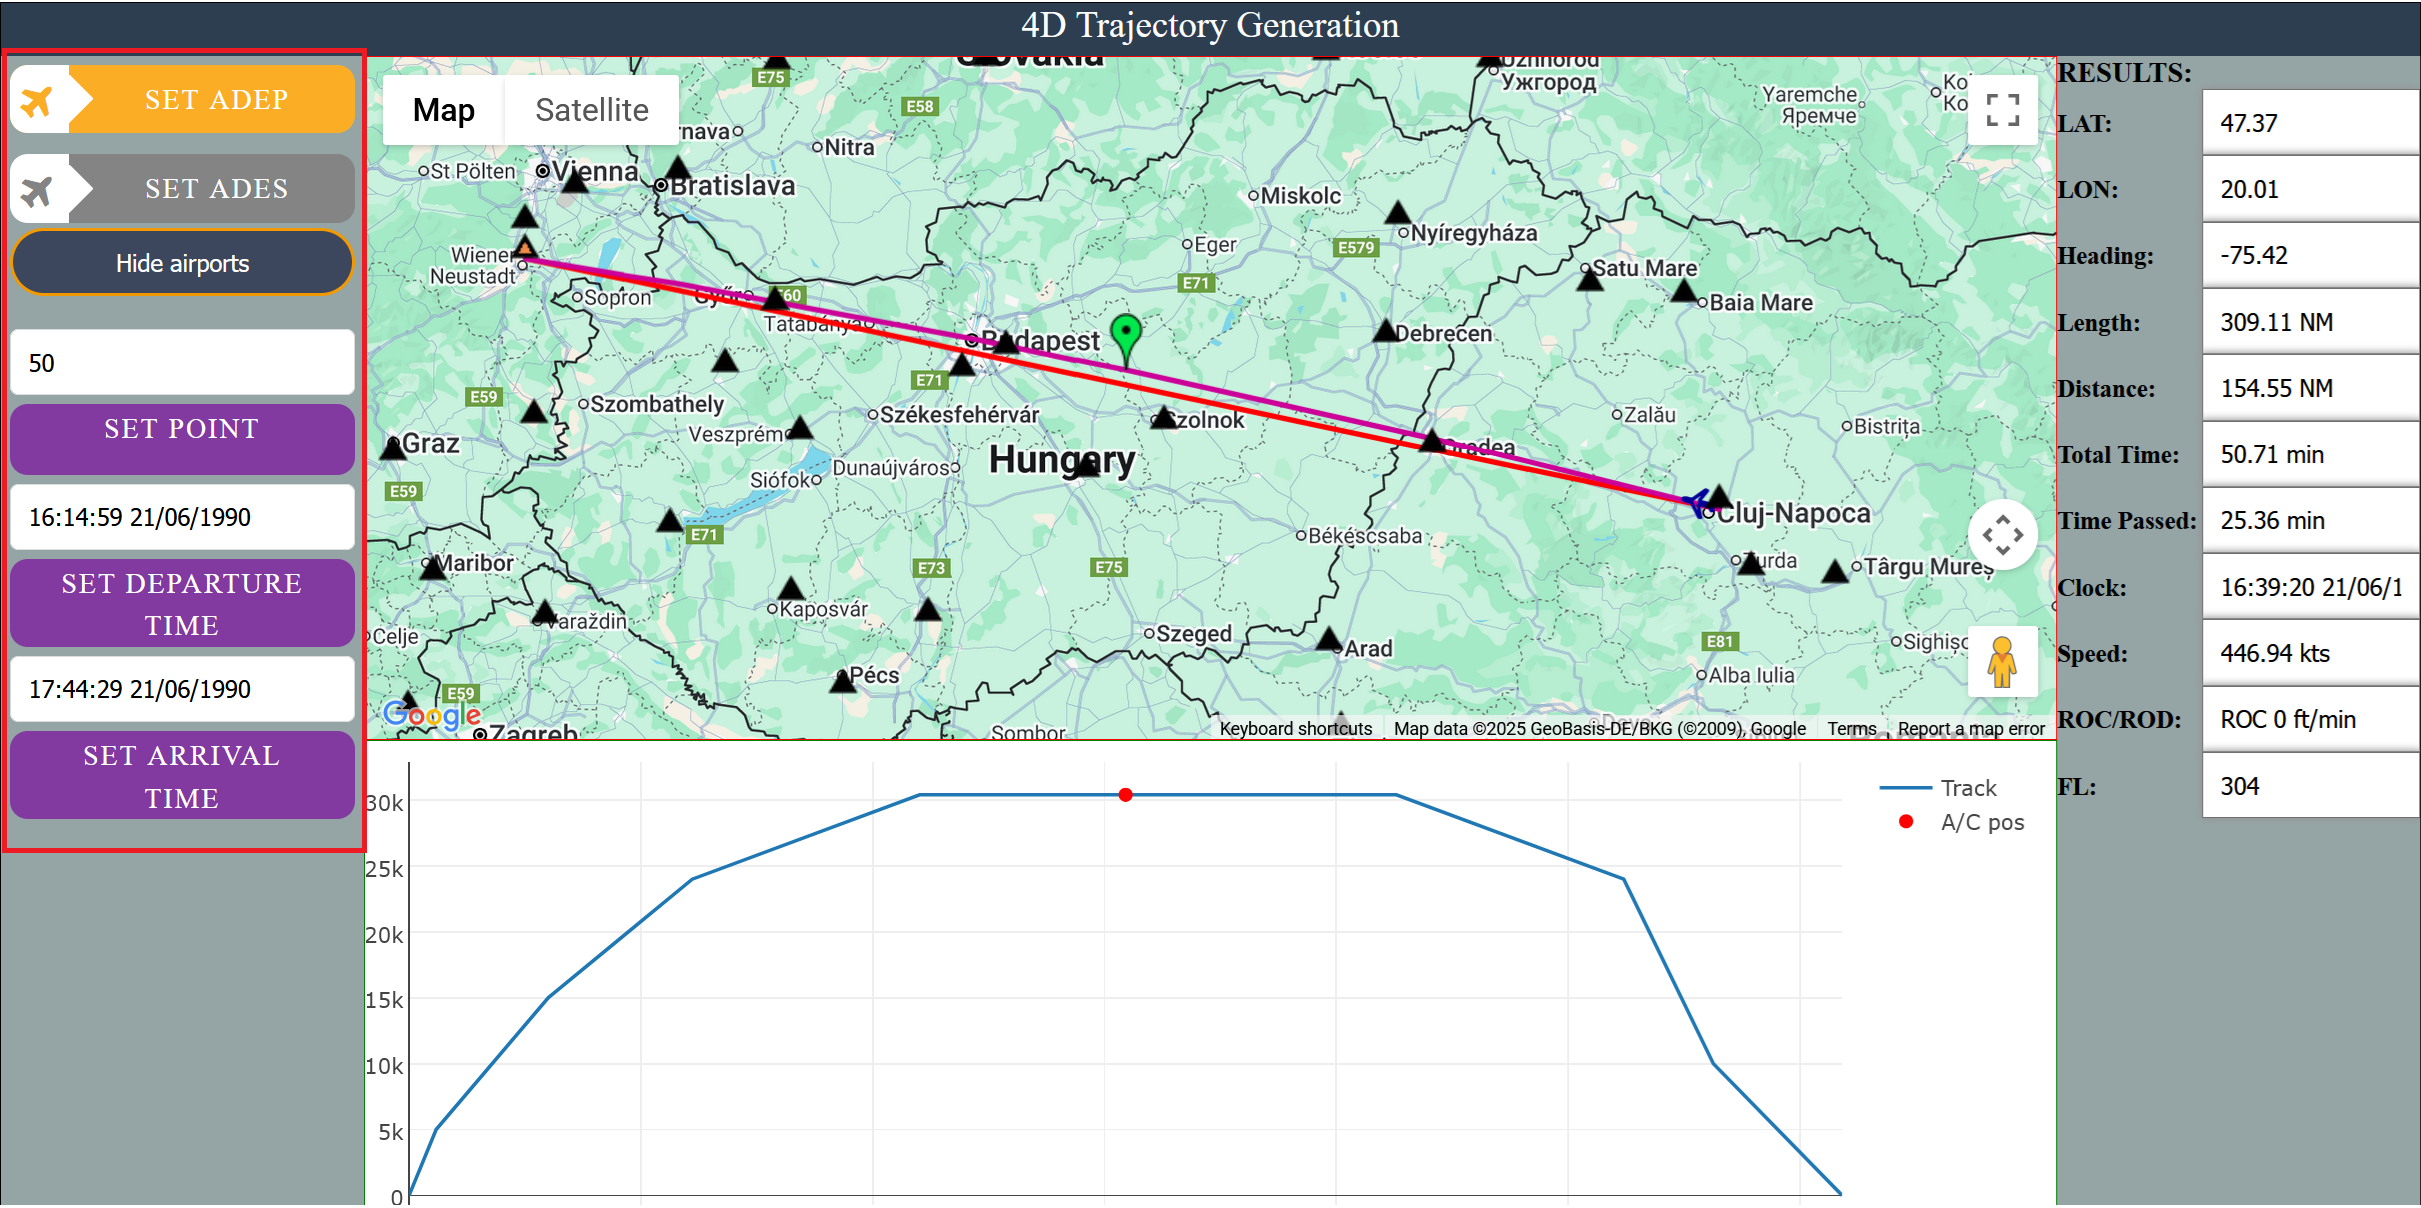 4D Trajectory Generation
SET ADEP
SET ADES
Hide airports
50
SET POINT
16:14:59 21/06/1990
SET DEPARTURE
TIME
17:44:29 21/06/1990
SET ARRIVAL
TIME
Map
Satellite
Slovakia
E75
E58
Uzhhorod
Ужгород
Yaremche
Яремче
Ko
Ko
rnava
Nitra
St Pölten
Vienna
Bratislava
Miskolc
Nyíregyháza
Eger
E579
Wiener
Neustadt
Satu Mare
E71
Sopron
Győr
E60
Baia Mare
Tatabánya
Budapest
Debrecen
E71
E59
Szombathely
Székesfehérvár
Szolnok
Zalău
Bistrița
Veszprém
Graz
Oradea
Hungary
Dunaújváros
Siófok
E59
Cluj-Napoca
E71
Békéscsaba
Maribor
E73
E75
Turda
Târgu Mureș
Kaposvár
Varaždin
Celje
Szeged
Arad
E81
Sighișo
Pécs
Alba Iulia
E59
Google
Zagreb
Sombor
Deva
Romania
Keyboard shortcuts
Map data ©2025 GeoBasis-DE/BKG (©2009), Google
Terms
Report a map error
30k
25k
20k
15k
10k
5k
0
Track
A/C pos
RESULTS:
LAT: 47.37
LON: 20.01
Heading: -75.42
Length: 309.11 NM
Distance: 154.55 NM
Total Time: 50.71 min
Time Passed: 25.36 min
Clock: 16:39:20 21/06/1
Speed: 446.94 kts
ROC/ROD: ROC 0 ft/min
FL: 304